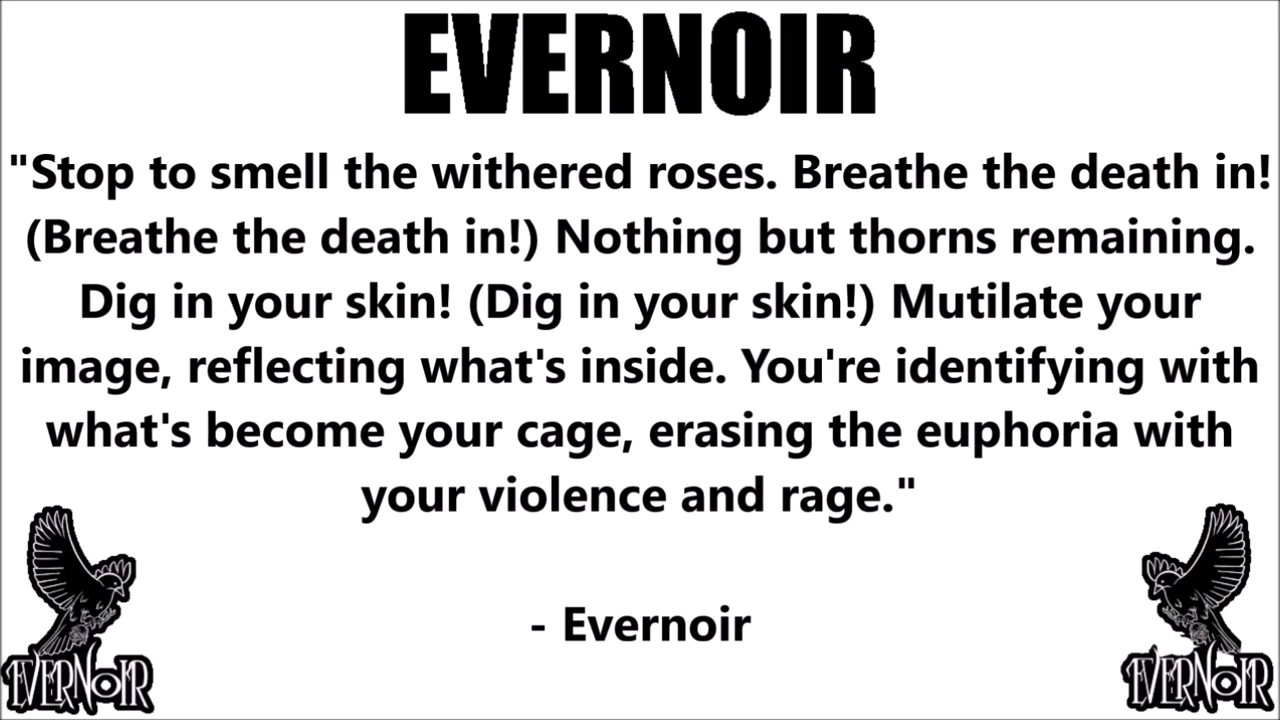 EVERNOIR
"Stop to smell the withered roses. Breathe the death in!
(Breathe the death in!) Nothing but thorns remaining.
Dig in your skin! (Dig in your skin!) Mutilate your
image, reflecting what's inside. You're identifying with
what's become your cage, erasing the euphoria with
your violence and rage."
- Evernoir
EVERNOIR
EVERNOIR